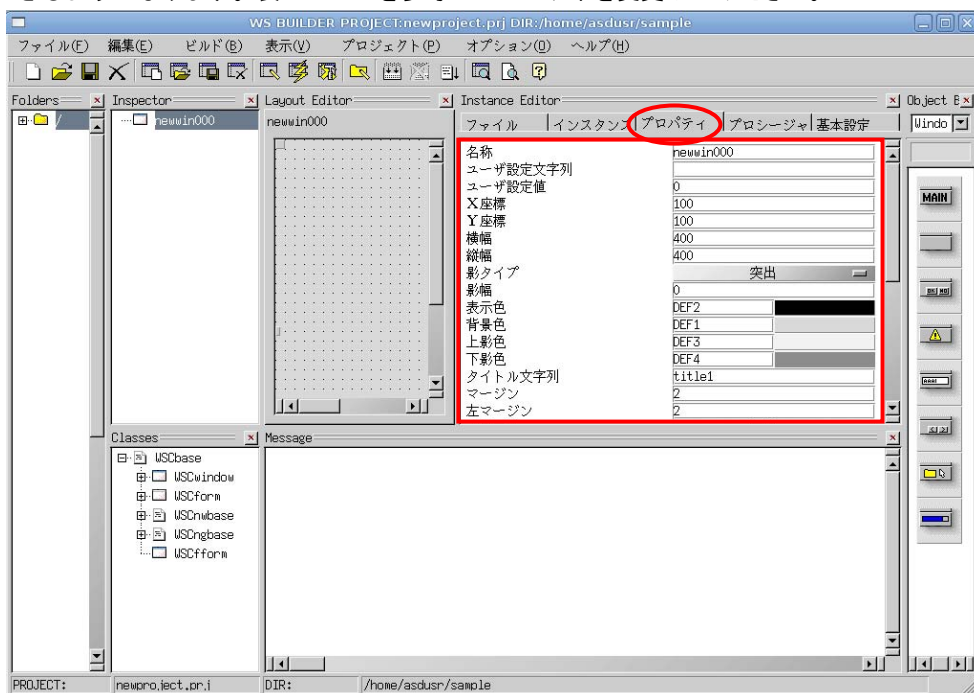 WS BUILDER PROJECT:newproject.prj DIR:/home/asdusr/sample
ファイル(F) 編集(E) ビルド(B) 表示(V) プロジェクト(P) オプション(O) ヘルプ(H)
Folders
/
Inspector
newwin000
Layout Editor
newwin000
Instance Editor
ファイル インスタンス プロパティ プロシージャ 基本設定
名称 newwin000
ユーザ設定文字列
ユーザ設定値 0
X座標 100
Y座標 100
横幅 400
縦幅 400
影タイプ 突出
影幅 0
表示色 DEF2
背景色 DEF1
上影色 DEF3
下影色 DEF4
タイトル文字列 title1
マージン 2
左マージン 2
Object B
Windo
MAIN
Classes
WSCbase
WSCwindow
WSCform
WSCnwbase
WSCngbase
WSCfform
Message
PROJECT: newproject.prj DIR: /home/asdusr/sample